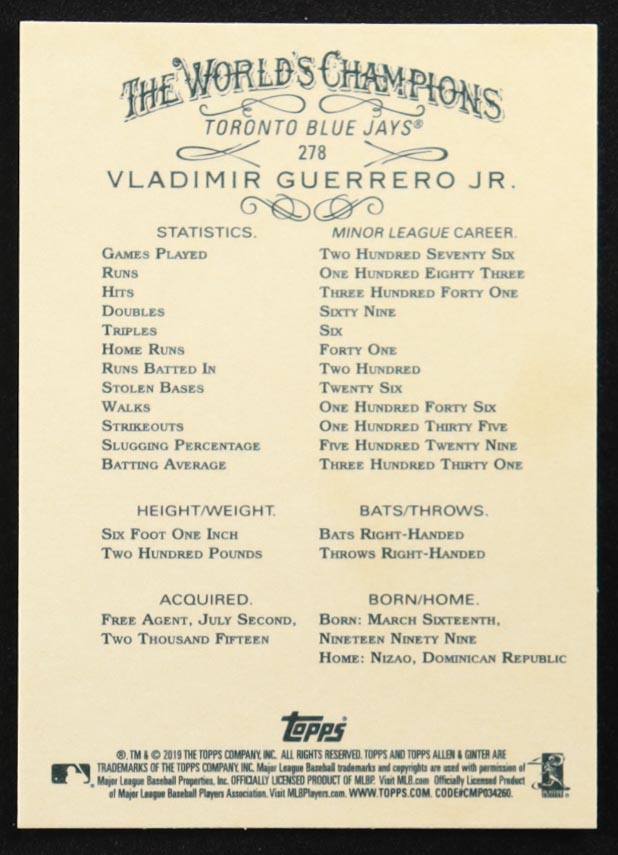 THE WORLD'S CHAMPIONS
TORONTO BLUE JAYS®
278
VLADIMIR GUERRERO JR.
STATISTICS. MINOR LEAGUE CAREER.
GAMES PLAYED TWO HUNDRED SEVENTY SIX
RUNS ONE HUNDRED EIGHTY THREE
HITS THREE HUNDRED FORTY ONE
DOUBLES SIXTY NINE
TRIPLES SIX
HOME RUNS FORTY ONE
RUNS BATTED IN TWO HUNDRED
STOLEN BASES TWENTY SIX
WALKS ONE HUNDRED FORTY SIX
STRIKEOUTS ONE HUNDRED THIRTY FIVE
SLUGGING PERCENTAGE FIVE HUNDRED TWENTY NINE
BATTING AVERAGE THREE HUNDRED THIRTY ONE
HEIGHT/WEIGHT. BATS/THROWS.
SIX FOOT ONE INCH BATS RIGHT-HANDED
TWO HUNDRED POUNDS THROWS RIGHT-HANDED
ACQUIRED. BORN/HOME.
FREE AGENT, JULY SECOND, BORN: MARCH SIXTEENTH,
TWO THOUSAND FIFTEEN NINETEEN NINETY NINE
HOME: NIZAO, DOMINICAN REPUBLIC
Topps®
®, TM & © 2019 THE TOPPS COMPANY, INC. ALL RIGHTS RESERVED. TOPPS AND TOPPS ALLEN & GINTER ARE
TRADEMARKS OF THE TOPPS COMPANY, INC. Major League Baseball trademarks and copyrights are used with permission of
Major League Baseball Properties, Inc. OFFICIALLY LICENSED PRODUCT OF MLBP. Visit MLB.com Officially Licensed Product
of Major League Baseball Players Association. Visit MLBPlayers.com. WWW.TOPPS.COM. CODE#CMP034260.